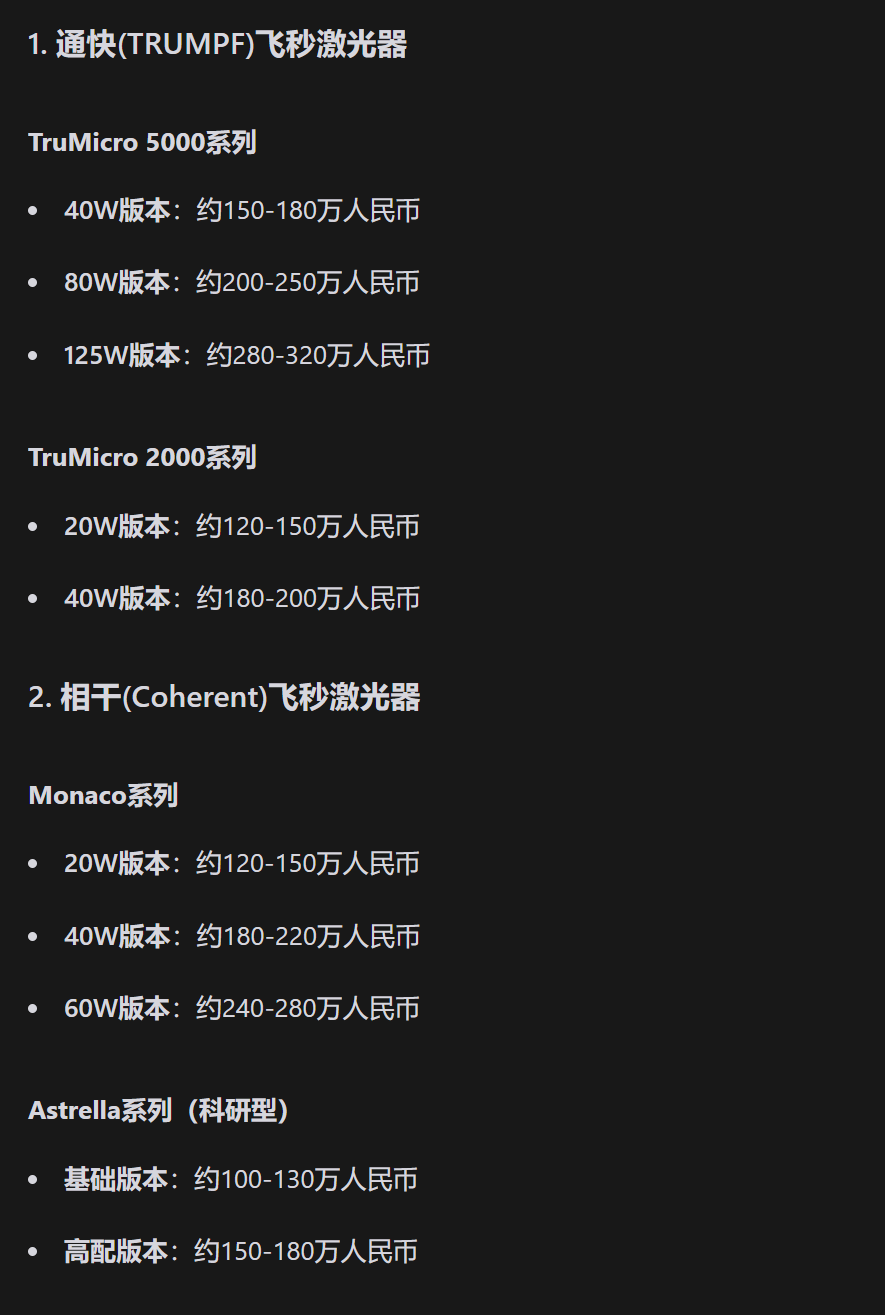 1. 通快(TRUMPF)飞秒激光器
TruMicro 5000系列
• 40W版本：约150-180万人民币
• 80W版本：约200-250万人民币
• 125W版本：约280-320万人民币
TruMicro 2000系列
• 20W版本：约120-150万人民币
• 40W版本：约180-200万人民币
2. 相干(Coherent)飞秒激光器
Monaco系列
• 20W版本：约120-150万人民币
• 40W版本：约180-220万人民币
• 60W版本：约240-280万人民币
Astrella系列（科研型）
• 基础版本：约100-130万人民币
• 高配版本：约150-180万人民币